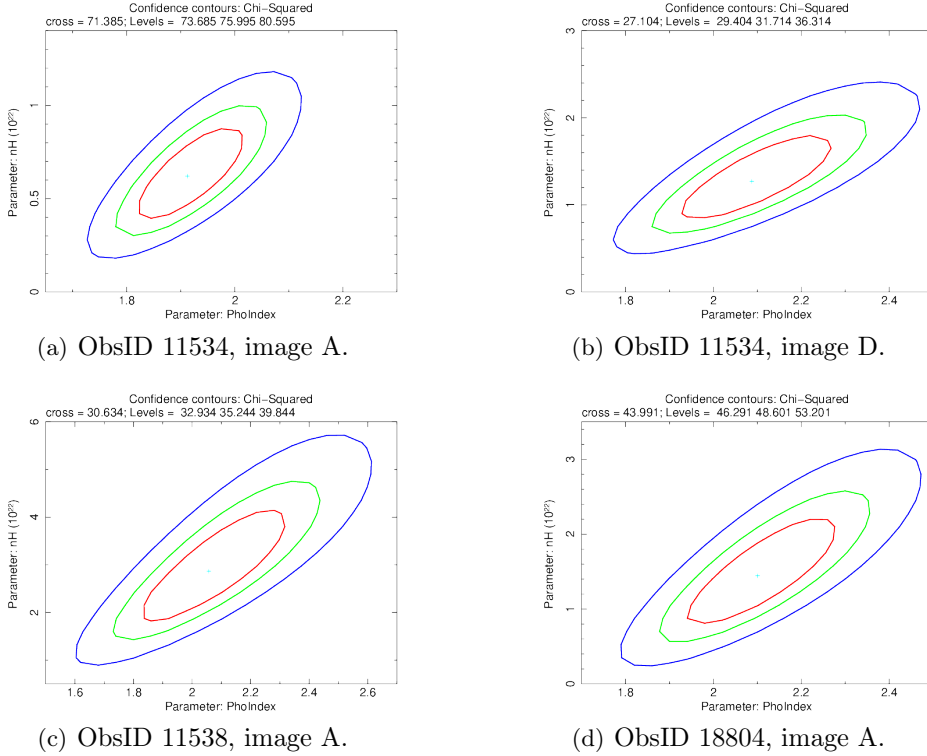 Confidence contours: Chi−Squared
cross = 71.385; Levels = 73.685 75.995 80.595
Parameter: nH (10²²)
1
0.5
0
1.8 2 2.2
Parameter: PhoIndex
(a) ObsID 11534, image A.
Confidence contours: Chi−Squared
cross = 27.104; Levels = 29.404 31.714 36.314
Parameter: nH (10²²)
3
2
1
0
1.8 2 2.2 2.4
Parameter: PhoIndex
(b) ObsID 11534, image D.
Confidence contours: Chi−Squared
cross = 30.634; Levels = 32.934 35.244 39.844
Parameter: nH (10²²)
6
4
2
1.6 1.8 2 2.2 2.4 2.6
Parameter: PhoIndex
(c) ObsID 11538, image A.
Confidence contours: Chi−Squared
cross = 43.991; Levels = 46.291 48.601 53.201
Parameter: nH (10²²)
3
2
1
0
1.8 2 2.2 2.4
Parameter: PhoIndex
(d) ObsID 18804, image A.